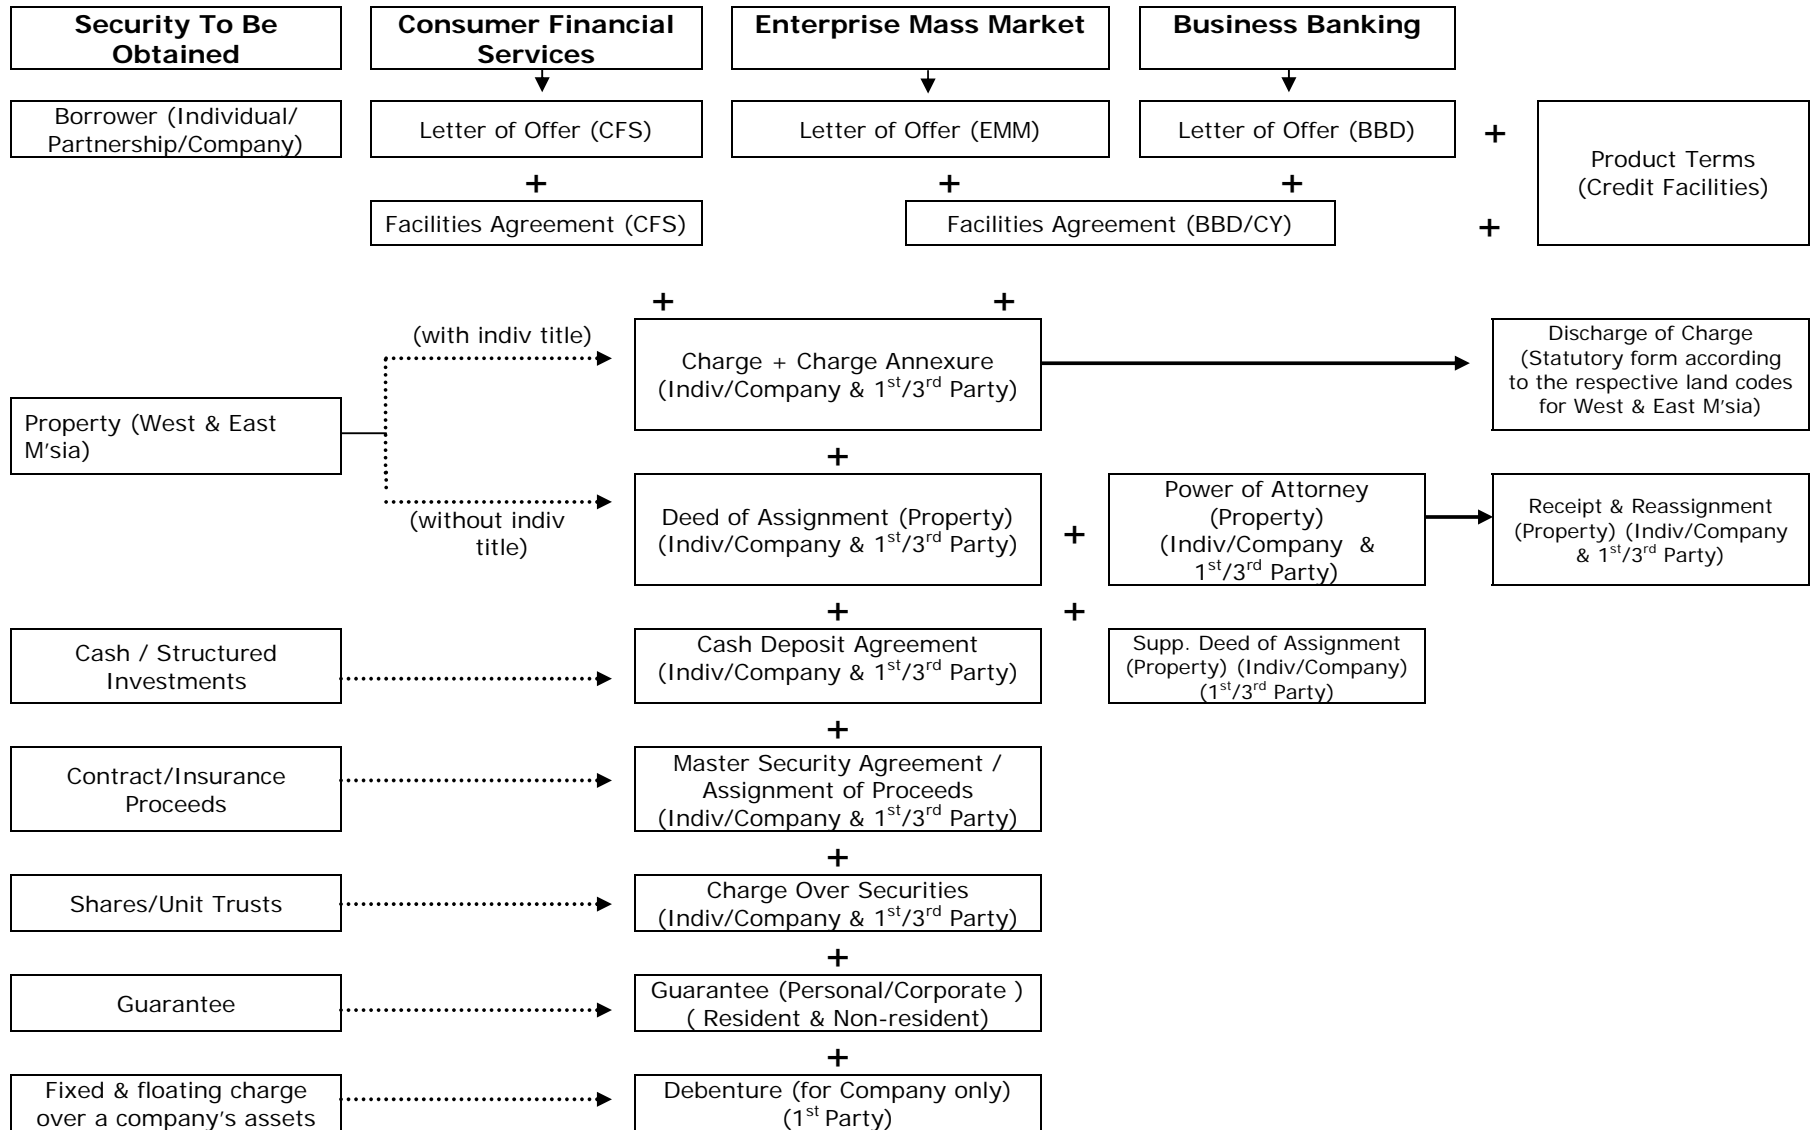 Security To Be
Obtained
Consumer Financial
Services
Enterprise Mass Market
Business Banking
Borrower (Individual/
Partnership/Company)
Letter of Offer (CFS)
Letter of Offer (EMM)
Letter of Offer (BBD)
+
Product Terms
(Credit Facilities)
+
+
+
Facilities Agreement (CFS)
Facilities Agreement (BBD/CY)
+
+
+
(with indiv title)
Charge + Charge Annexure
(Indiv/Company & 1st/3rd Party)
Discharge of Charge
(Statutory form according
to the respective land codes
for West & East M'sia)
Property (West & East
M'sia)
+
(without indiv
title)
Deed of Assignment (Property)
(Indiv/Company & 1st/3rd Party)
+
Power of Attorney
(Property)
(Indiv/Company &
1st/3rd Party)
Receipt & Reassignment
(Property) (Indiv/Company
& 1st/3rd Party)
+
+
Cash / Structured
Investments
Cash Deposit Agreement
(Indiv/Company & 1st/3rd Party)
Supp. Deed of Assignment
(Property) (Indiv/Company)
(1st/3rd Party)
+
Contract/Insurance
Proceeds
Master Security Agreement /
Assignment of Proceeds
(Indiv/Company & 1st/3rd Party)
+
Shares/Unit Trusts
Charge Over Securities
(Indiv/Company & 1st/3rd Party)
+
Guarantee
Guarantee (Personal/Corporate )
( Resident & Non-resident)
+
Fixed & floating charge
over a company's assets
Debenture (for Company only)
(1st Party)